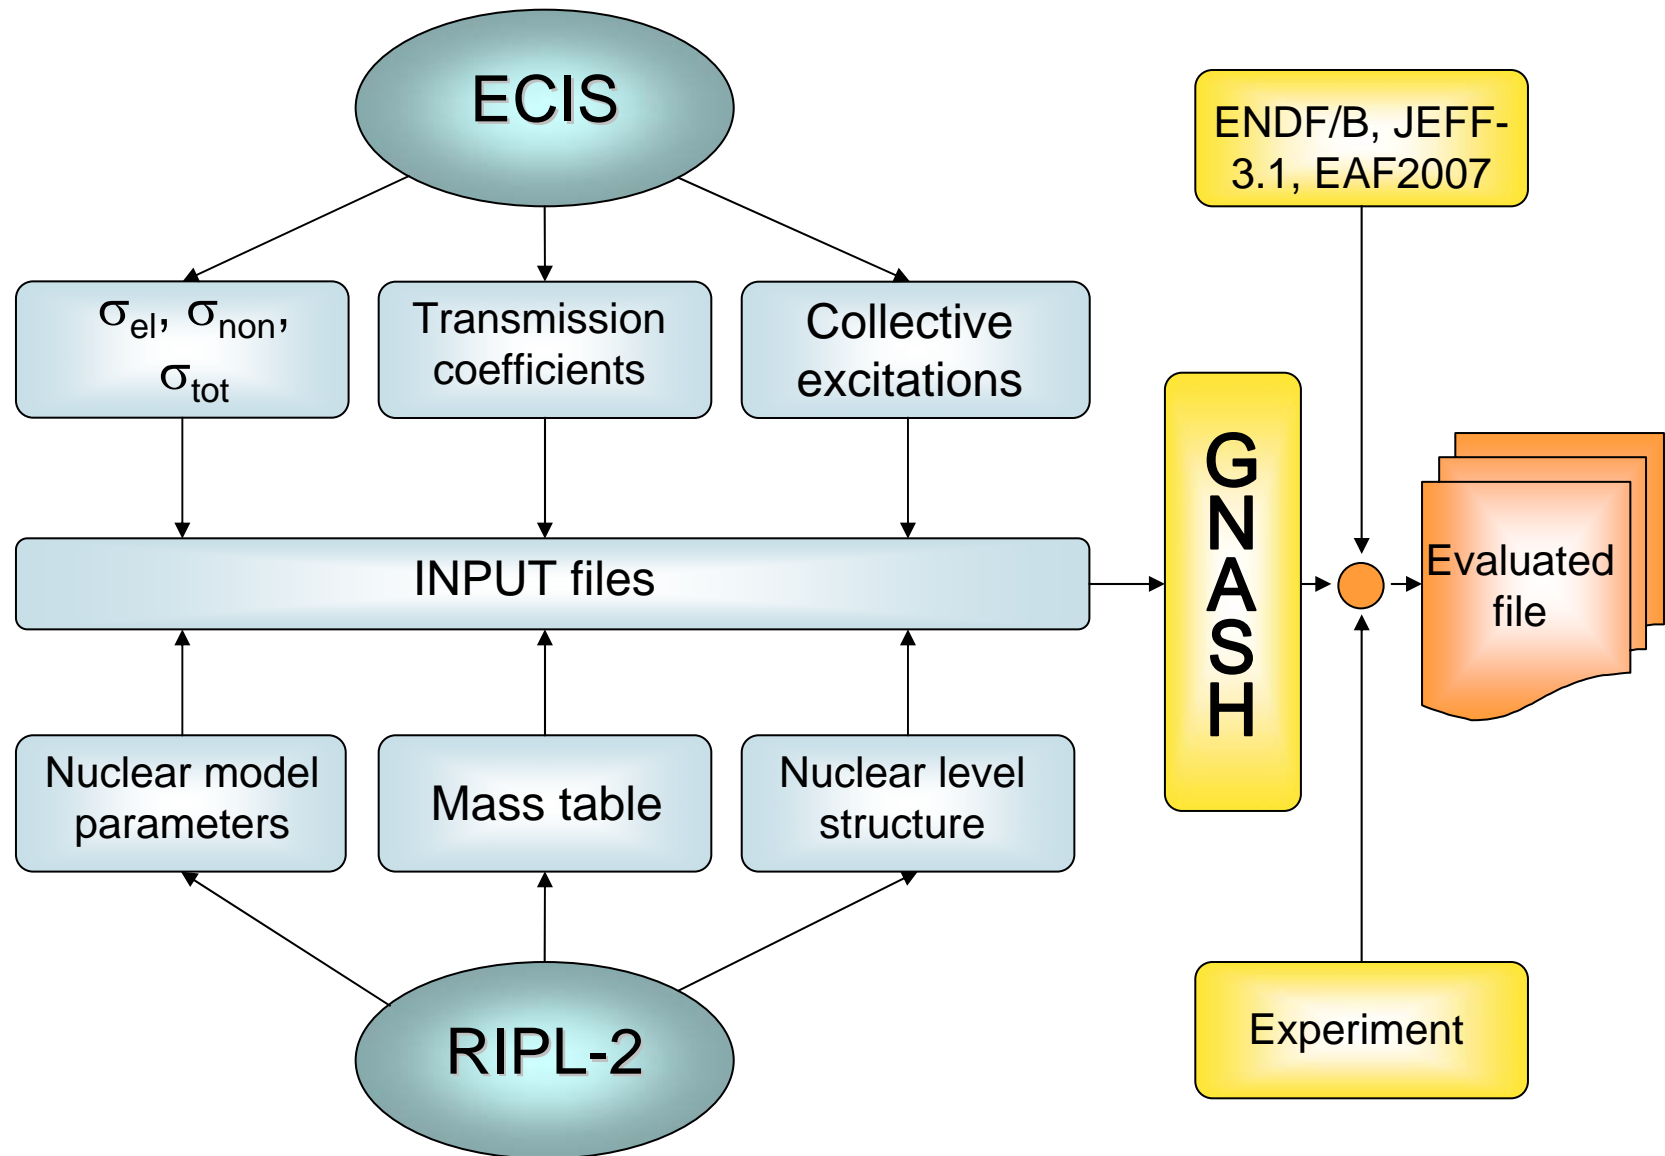 ECIS
ENDF/B, JEFF-
3.1, EAF2007
σel, σnon,
σtot
Transmission
coefficients
Collective
excitations
GNASH
INPUT files
Evaluated
file
Nuclear model
parameters
Mass table
Nuclear level
structure
RIPL-2
Experiment